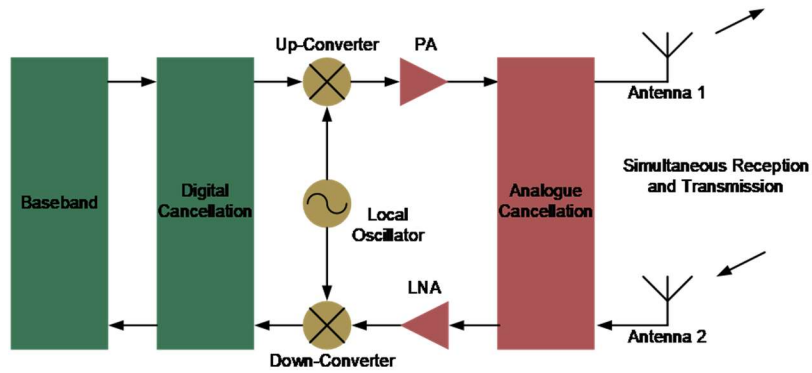 Up-Converter
PA
Antenna 1
Baseband
Digital
Cancellation
Local
Oscillator
Analogue
Cancellation
Simultaneous Reception
and Transmission
LNA
Down-Converter
Antenna 2